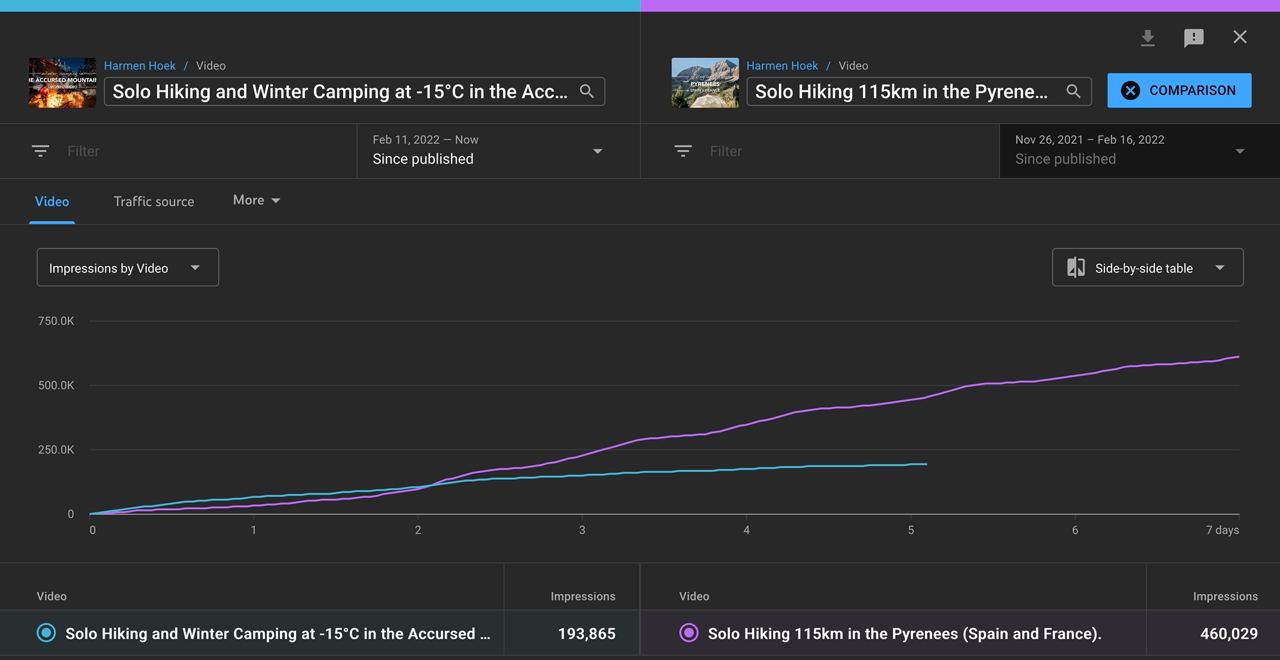 Harmen Hoek / Video
Solo Hiking and Winter Camping at -15°C in the Acc...
Harmen Hoek / Video
Solo Hiking 115km in the Pyrene...
PYRENEES
COMPARISON
Filter
Feb 11, 2022 – Now
Since published
Filter
Nov 26, 2021 – Feb 16, 2022
Since published
Video
Traffic source
More
Impressions by Video
Side-by-side table
750.0K
500.0K
250.0K
0
0 1 2 3 4 5 6 7 days
Video Impressions
Video Impressions
Solo Hiking and Winter Camping at -15°C in the Accursed ... 193,865
Solo Hiking 115km in the Pyrenees (Spain and France). 460,029